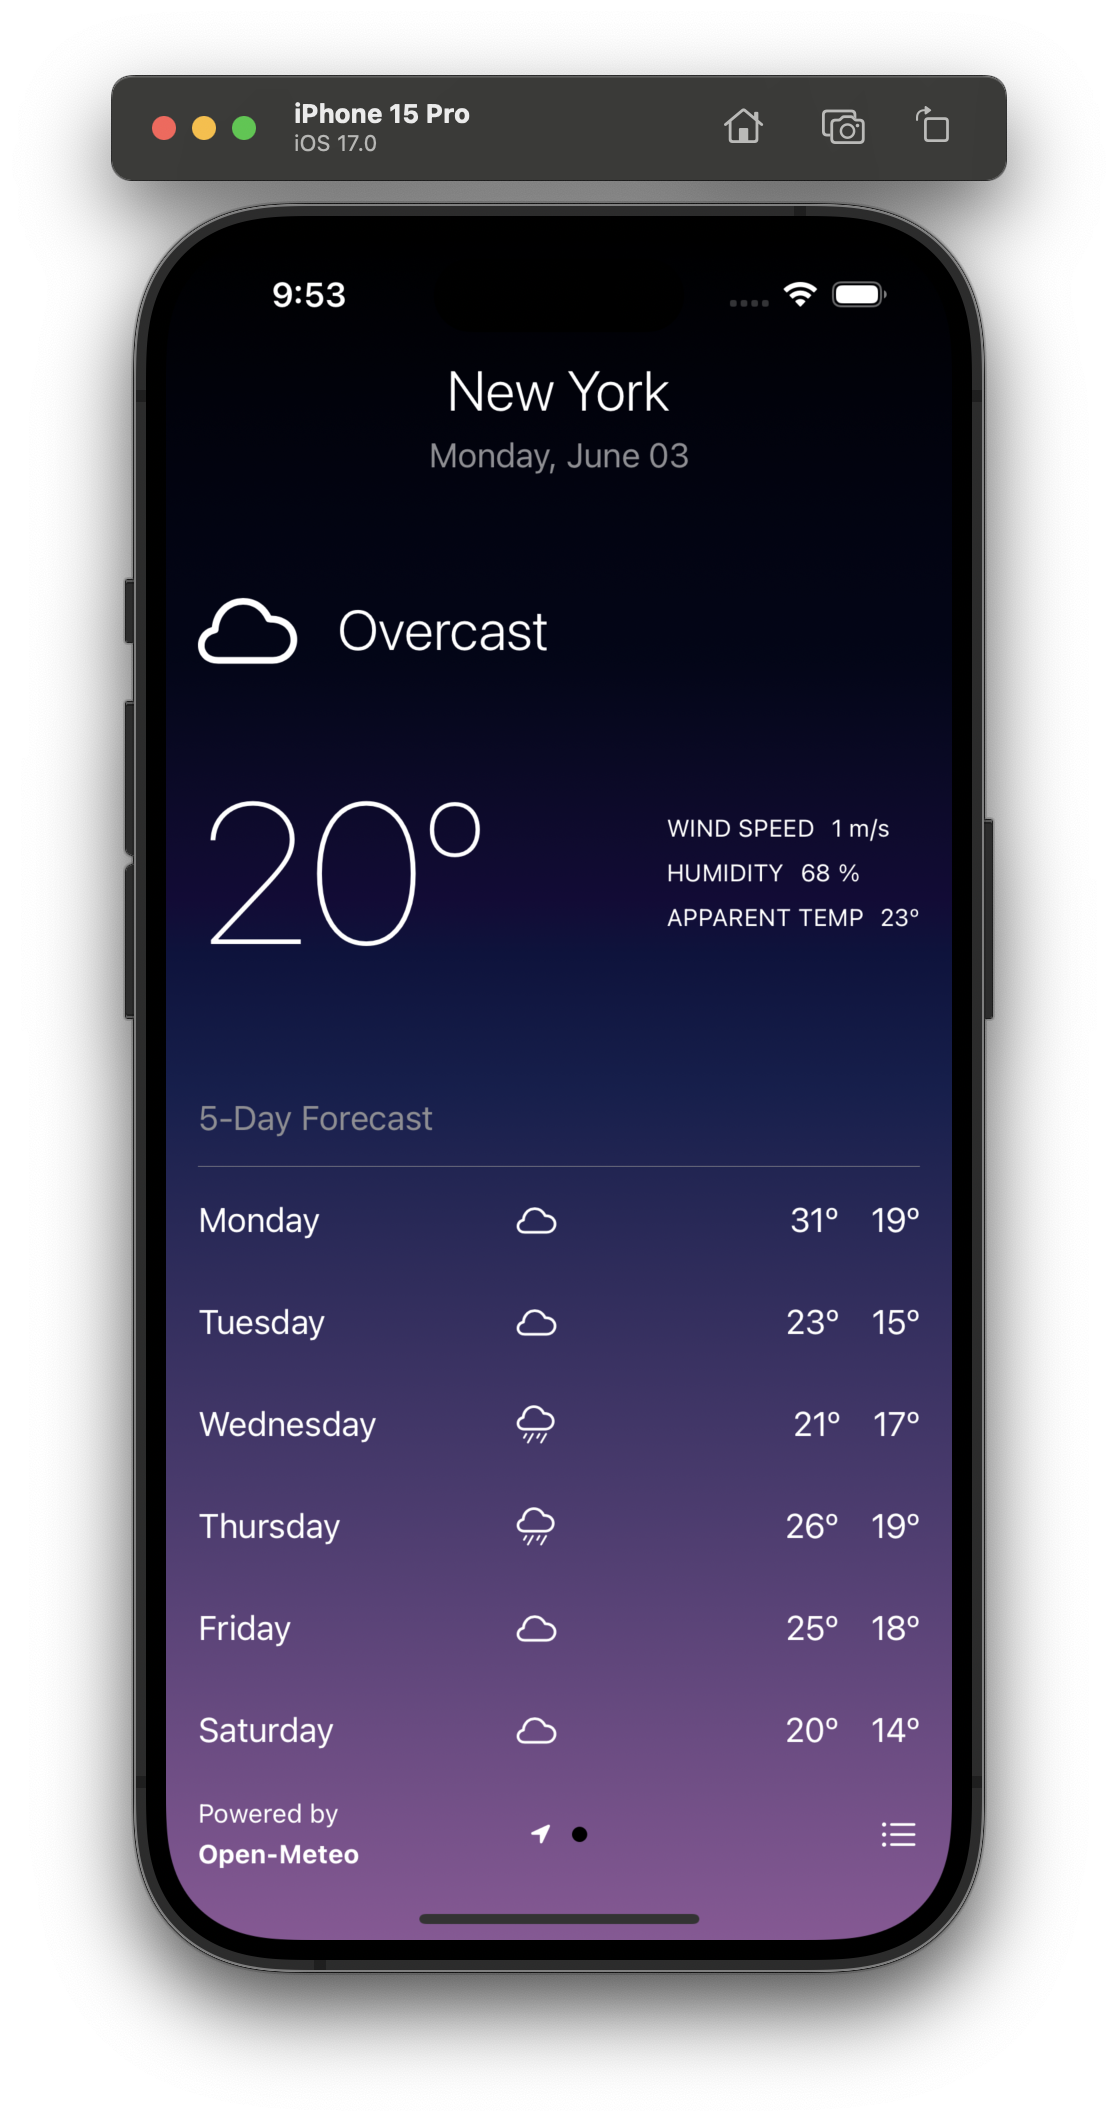 iPhone 15 Pro
iOS 17.0
9:53
New York
Monday, June 03
Overcast
20°
WIND SPEED 1 m/s
HUMIDITY 68 %
APPARENT TEMP 23°
5-Day Forecast
Monday 31° 19°
Tuesday 23° 15°
Wednesday 21° 17°
Thursday 26° 19°
Friday 25° 18°
Saturday 20° 14°
Powered by
Open-Meteo